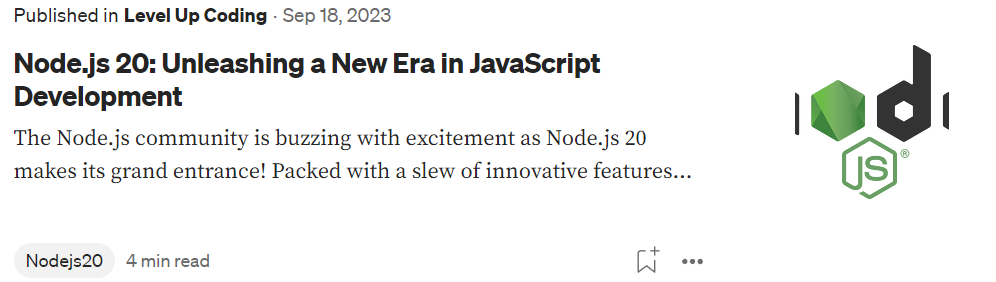 Published in Level Up Coding · Sep 18, 2023
Node.js 20: Unleashing a New Era in JavaScript
Development
The Node.js community is buzzing with excitement as Node.js 20
makes its grand entrance! Packed with a slew of innovative features...
d
JS®
Nodejs20 4 min read